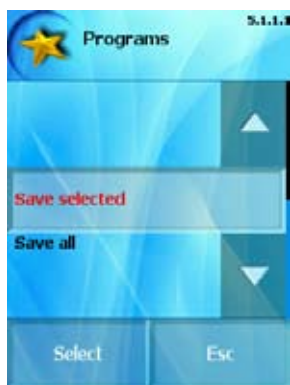 Programs
5.1.1.1
Save selected
Save all
Select
Esc